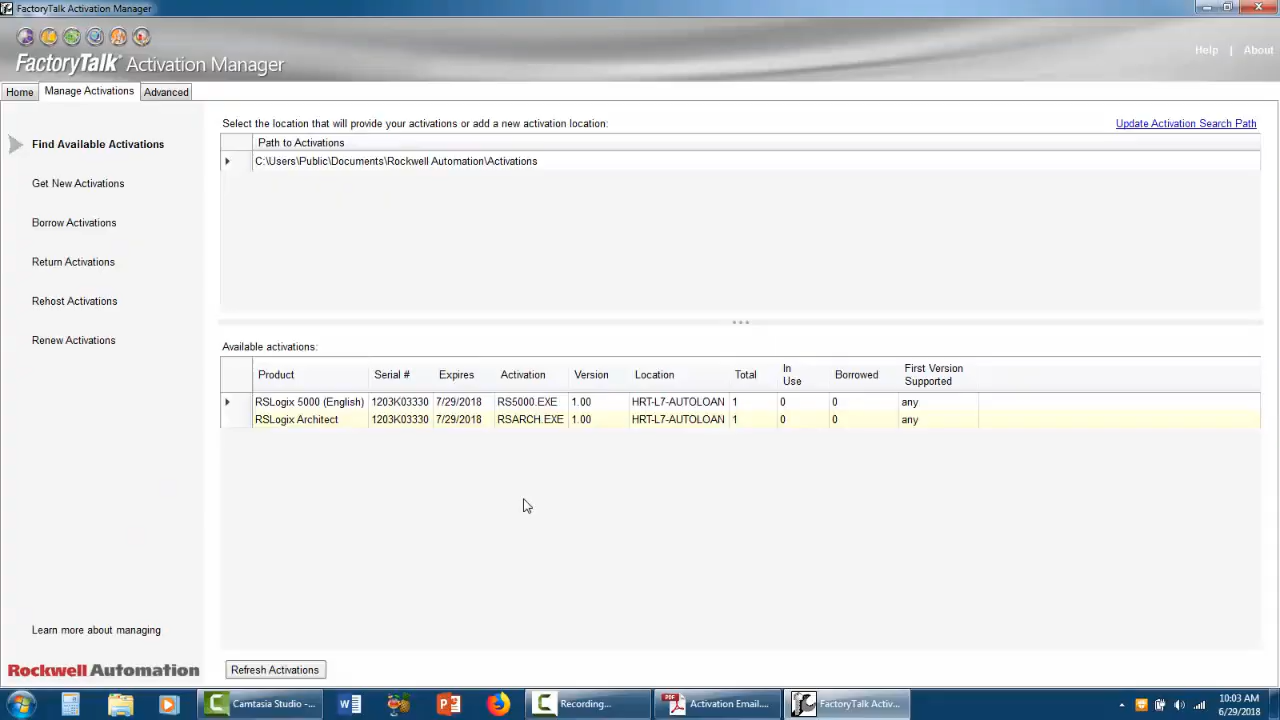 FactoryTalk Activation Manager
FactoryTalk Activation Manager
Help | About
Home Manage Activations Advanced
Find Available Activations
Get New Activations
Borrow Activations
Return Activations
Rehost Activations
Renew Activations
Learn more about managing
Rockwell Automation
Select the location that will provide your activations or add a new activation location:
Update Activation Search Path
Path to Activations
C:\Users\Public\Documents\Rockwell Automation\Activations
Available activations:
Product Serial # Expires Activation Version Location Total In Use Borrowed First Version Supported
RSLogix 5000 (English) 1203K03330 7/29/2018 RS5000.EXE 1.00 HRT-L7-AUTOLOAN 1 0 0 any
RSLogix Architect 1203K03330 7/29/2018 RSARCH.EXE 1.00 HRT-L7-AUTOLOAN 1 0 0 any
Refresh Activations
Camtasia Studio -... Recording... Activation Email.... FactoryTalk Activ...
10:03 AM
6/29/2018